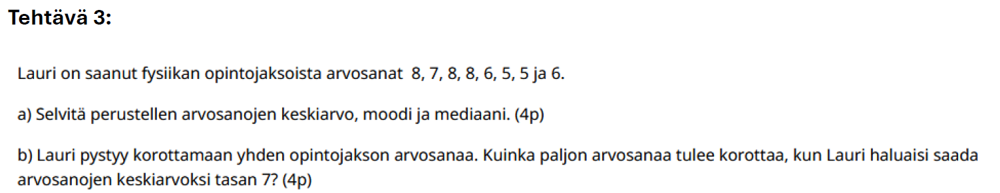 Tehtävä 3:
Lauri on saanut fysiikan opintojaksoista arvosanat 8, 7, 8, 8, 6, 5, 5 ja 6.
a) Selvitä perustellen arvosanojen keskiarvo, moodi ja mediaani. (4p)
b) Lauri pystyy korottamaan yhden opintojakson arvosanaa. Kuinka paljon arvosanaa tulee korottaa, kun Lauri haluaisi saada
arvosanojen keskiarvoksi tasan 7? (4p)